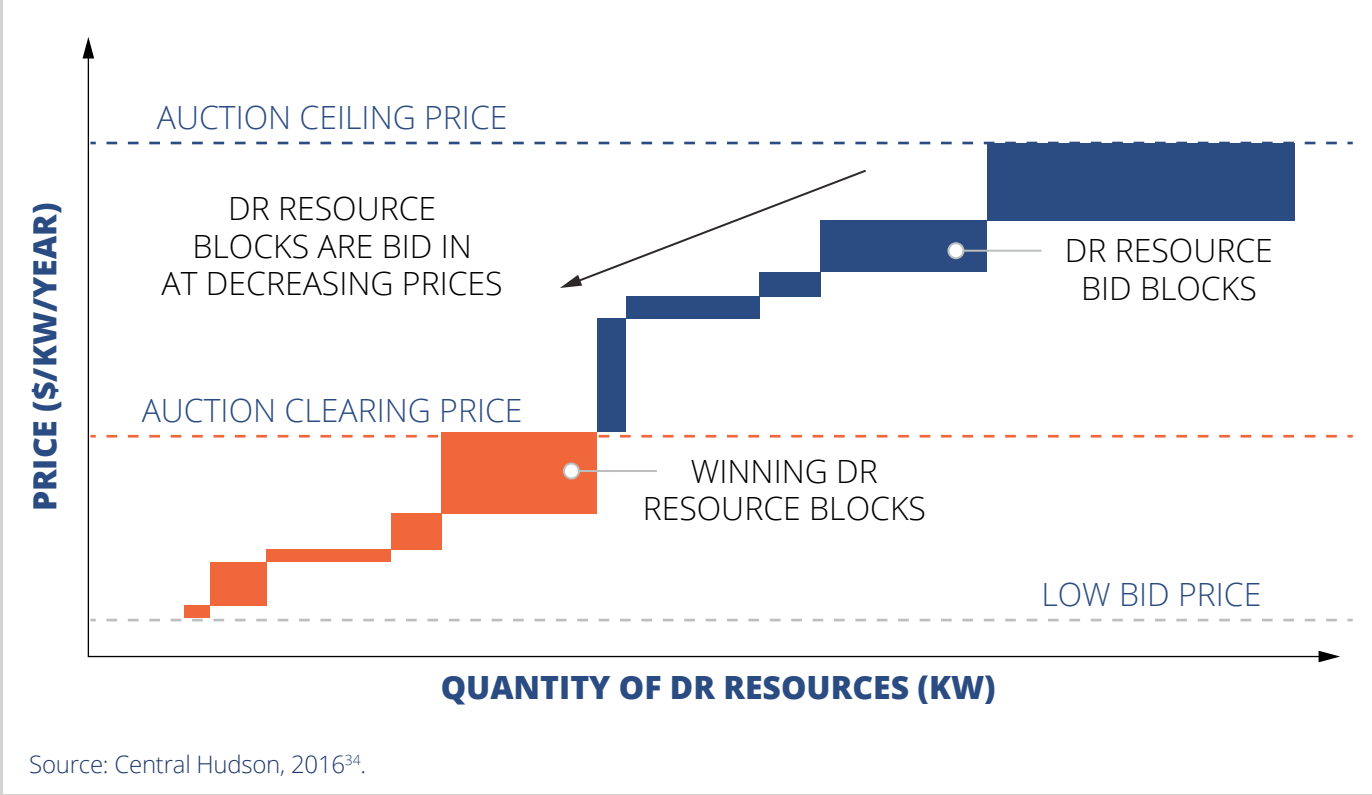 AUCTION CEILING PRICE
DR RESOURCE
BLOCKS ARE BID IN
AT DECREASING PRICES
DR RESOURCE
BID BLOCKS
PRICE ($/KW/YEAR)
AUCTION CLEARING PRICE
WINNING DR
RESOURCE BLOCKS
LOW BID PRICE
QUANTITY OF DR RESOURCES (KW)
Source: Central Hudson, 2016³⁴.